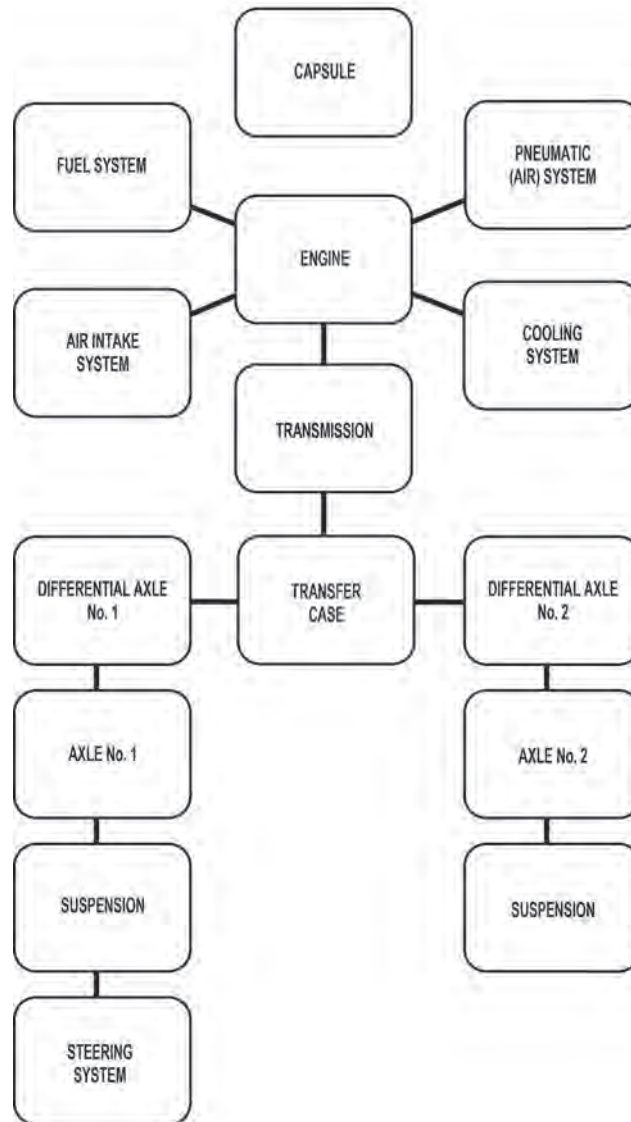 CAPSULE
FUEL SYSTEM
PNEUMATIC
(AIR) SYSTEM
ENGINE
AIR INTAKE
SYSTEM
COOLING
SYSTEM
TRANSMISSION
DIFFERENTIAL AXLE
No. 1
TRANSFER
CASE
DIFFERENTIAL AXLE
No. 2
AXLE No. 1
AXLE No. 2
SUSPENSION
SUSPENSION
STEERING
SYSTEM